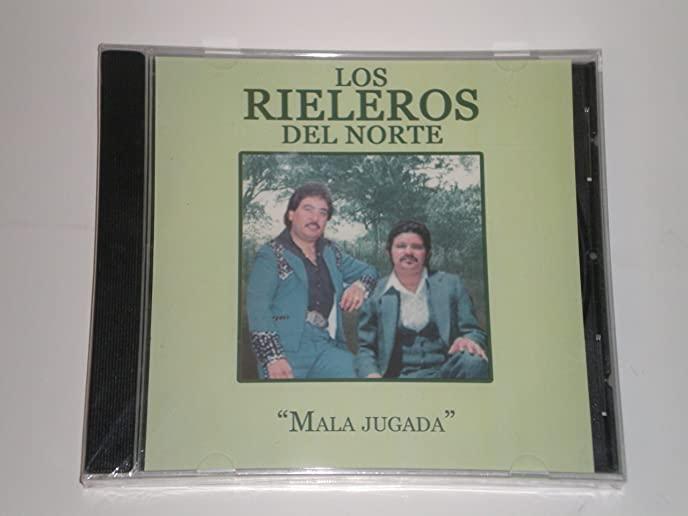 LOS
RIELEROS
DEL NORTE
“MALA JUGADA”